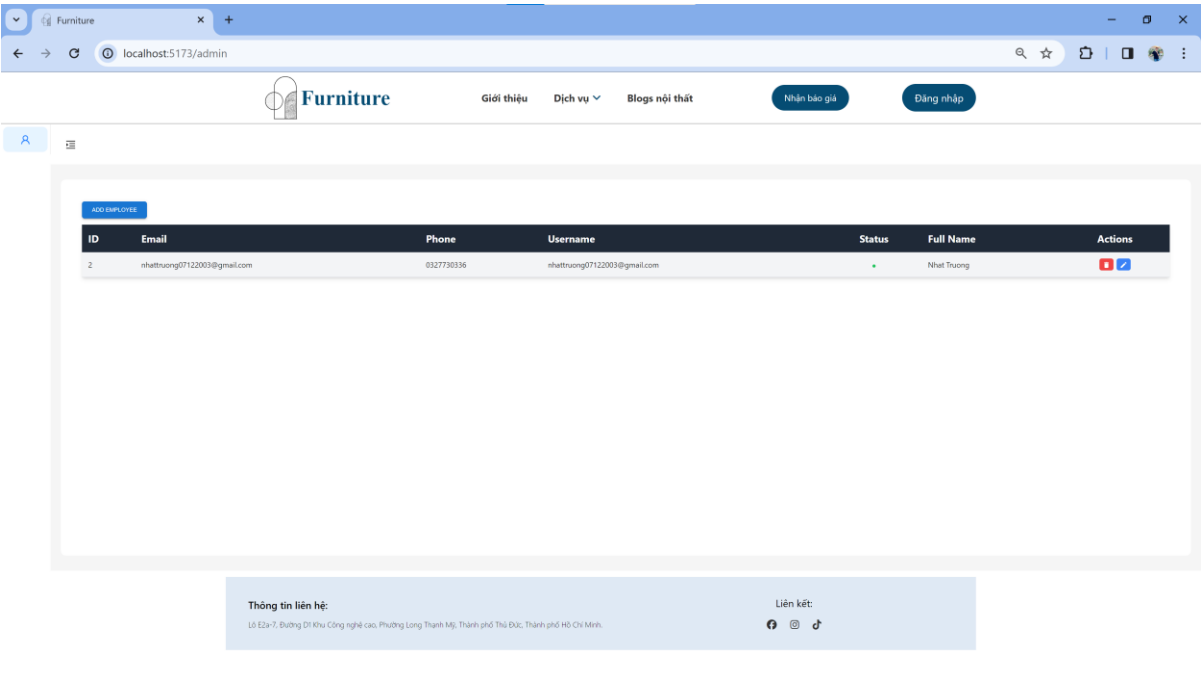 Furniture
localhost:5173/admin
Furniture
Giới thiệu
Dịch vụ
Blogs nội thất
Nhận báo giá
Đăng nhập
ADD EMPLOYEE
ID Email Phone Username Status Full Name Actions
2 nhattruong07122003@gmail.com 0327730336 nhattruong07122003@gmail.com Nhat Truong
Thông tin liên hệ:
Liên kết:
Lô E2a-7, Đường D1 Khu Công nghệ cao, Phường Long Thạnh Mỹ, Thành phố Thủ Đức, Thành phố Hồ Chí Minh.